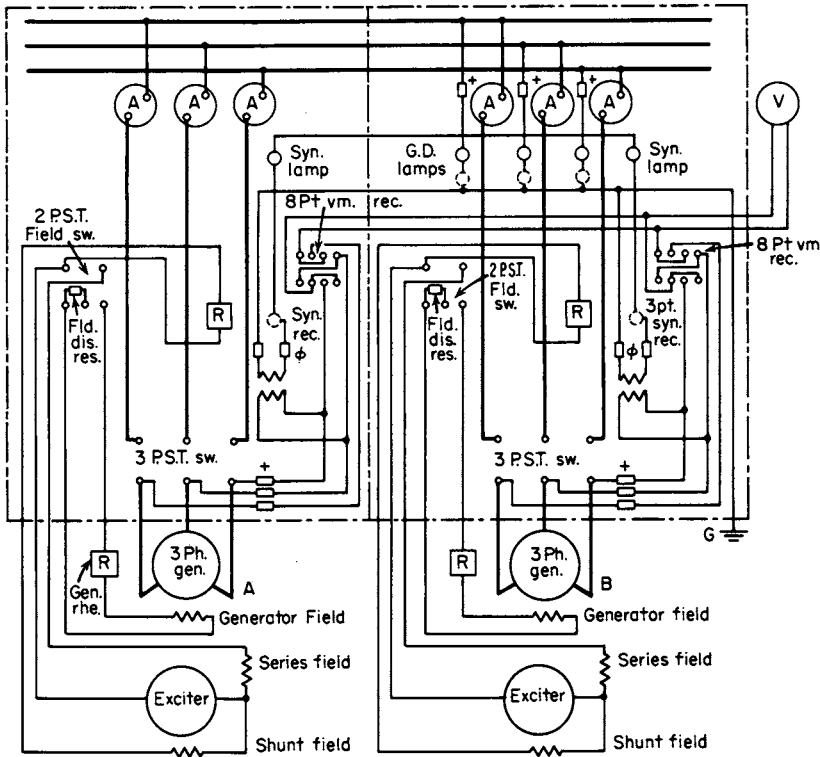 + + +
A A A A A A V
Syn.
lamp
G.D.
lamps
Syn.
lamp
8 Pt vm. rec.
2 P.S.T.
Field sw.
R
Fld.
dis.
res.
Syn.
rec.
ϕ
2 P.S.T.
Fld.
sw.
Fld.
dis.
res.
R
8 Pt vm
rec.
3pt.
syn.
rec.
ϕ
3 P.S.T. sw.
+
3 P.S.T. sw.
+
G
R
Gen.
rhe.
3 Ph.
gen.
A
R
3 Ph.
gen.
B
Generator Field
Generator field
Series field
Series field
Exciter
Exciter
Shunt field
Shunt field